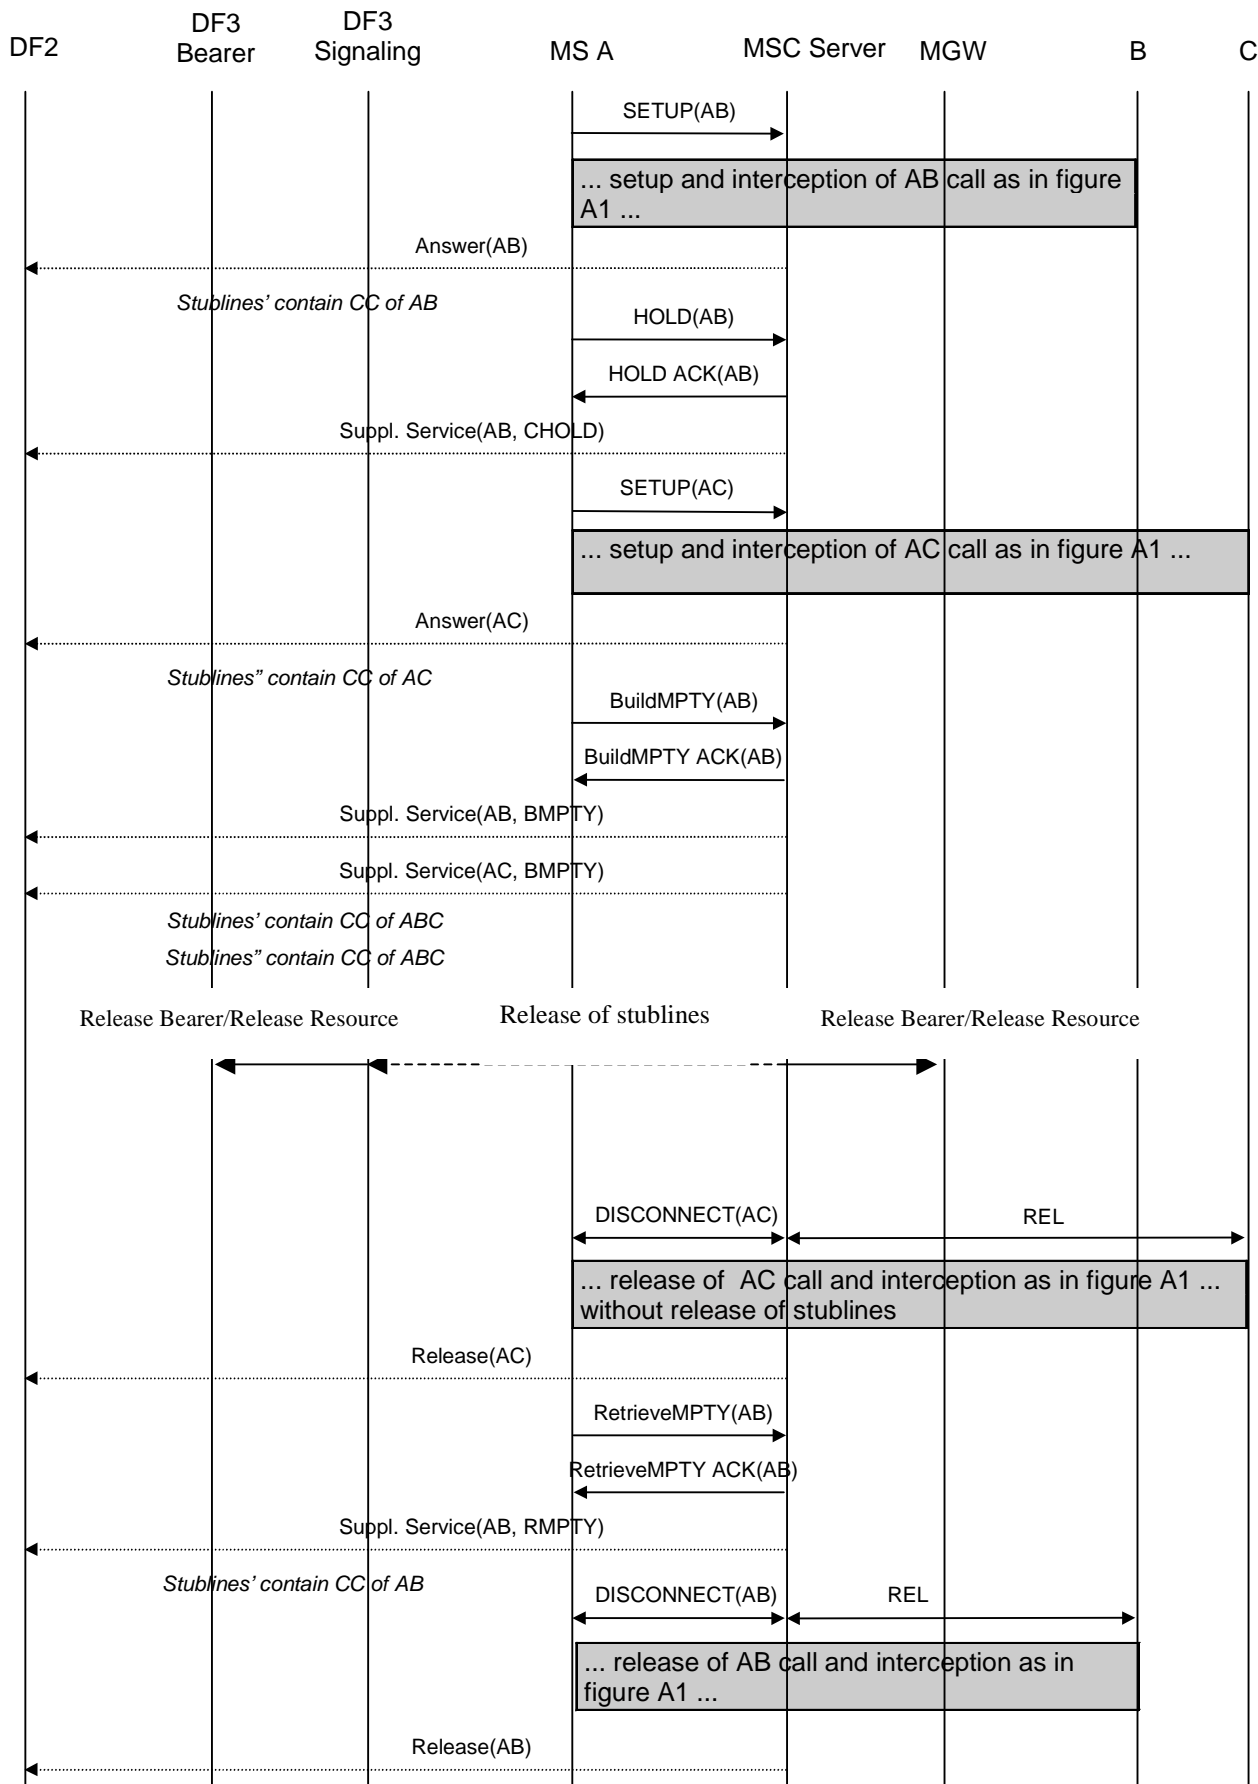 DF2
DF3
Bearer
DF3
Signaling
MS A
MSC Server
MGW
B
C
SETUP(AB)
... setup and interception of AB call as in figure
A1 ...
Answer(AB)
Stublines’ contain CC of AB
HOLD(AB)
HOLD ACK(AB)
Suppl. Service(AB, CHOLD)
SETUP(AC)
... setup and interception of AC call as in figure A1 ...
Answer(AC)
Stublines” contain CC of AC
BuildMPTY(AB)
BuildMPTY ACK(AB)
Suppl. Service(AB, BMPTY)
Suppl. Service(AC, BMPTY)
Stublines’ contain CC of ABC
Stublines” contain CC of ABC
Release Bearer/Release Resource
Release of stublines
Release Bearer/Release Resource
DISCONNECT(AC)
REL
... release of  AC call and interception as in figure A1 ...
without release of stublines
Release(AC)
RetrieveMPTY(AB)
RetrieveMPTY ACK(AB)
Suppl. Service(AB, RMPTY)
Stublines’ contain CC of AB
DISCONNECT(AB)
REL
... release of AB call and interception as in
figure A1 ...
Release(AB)